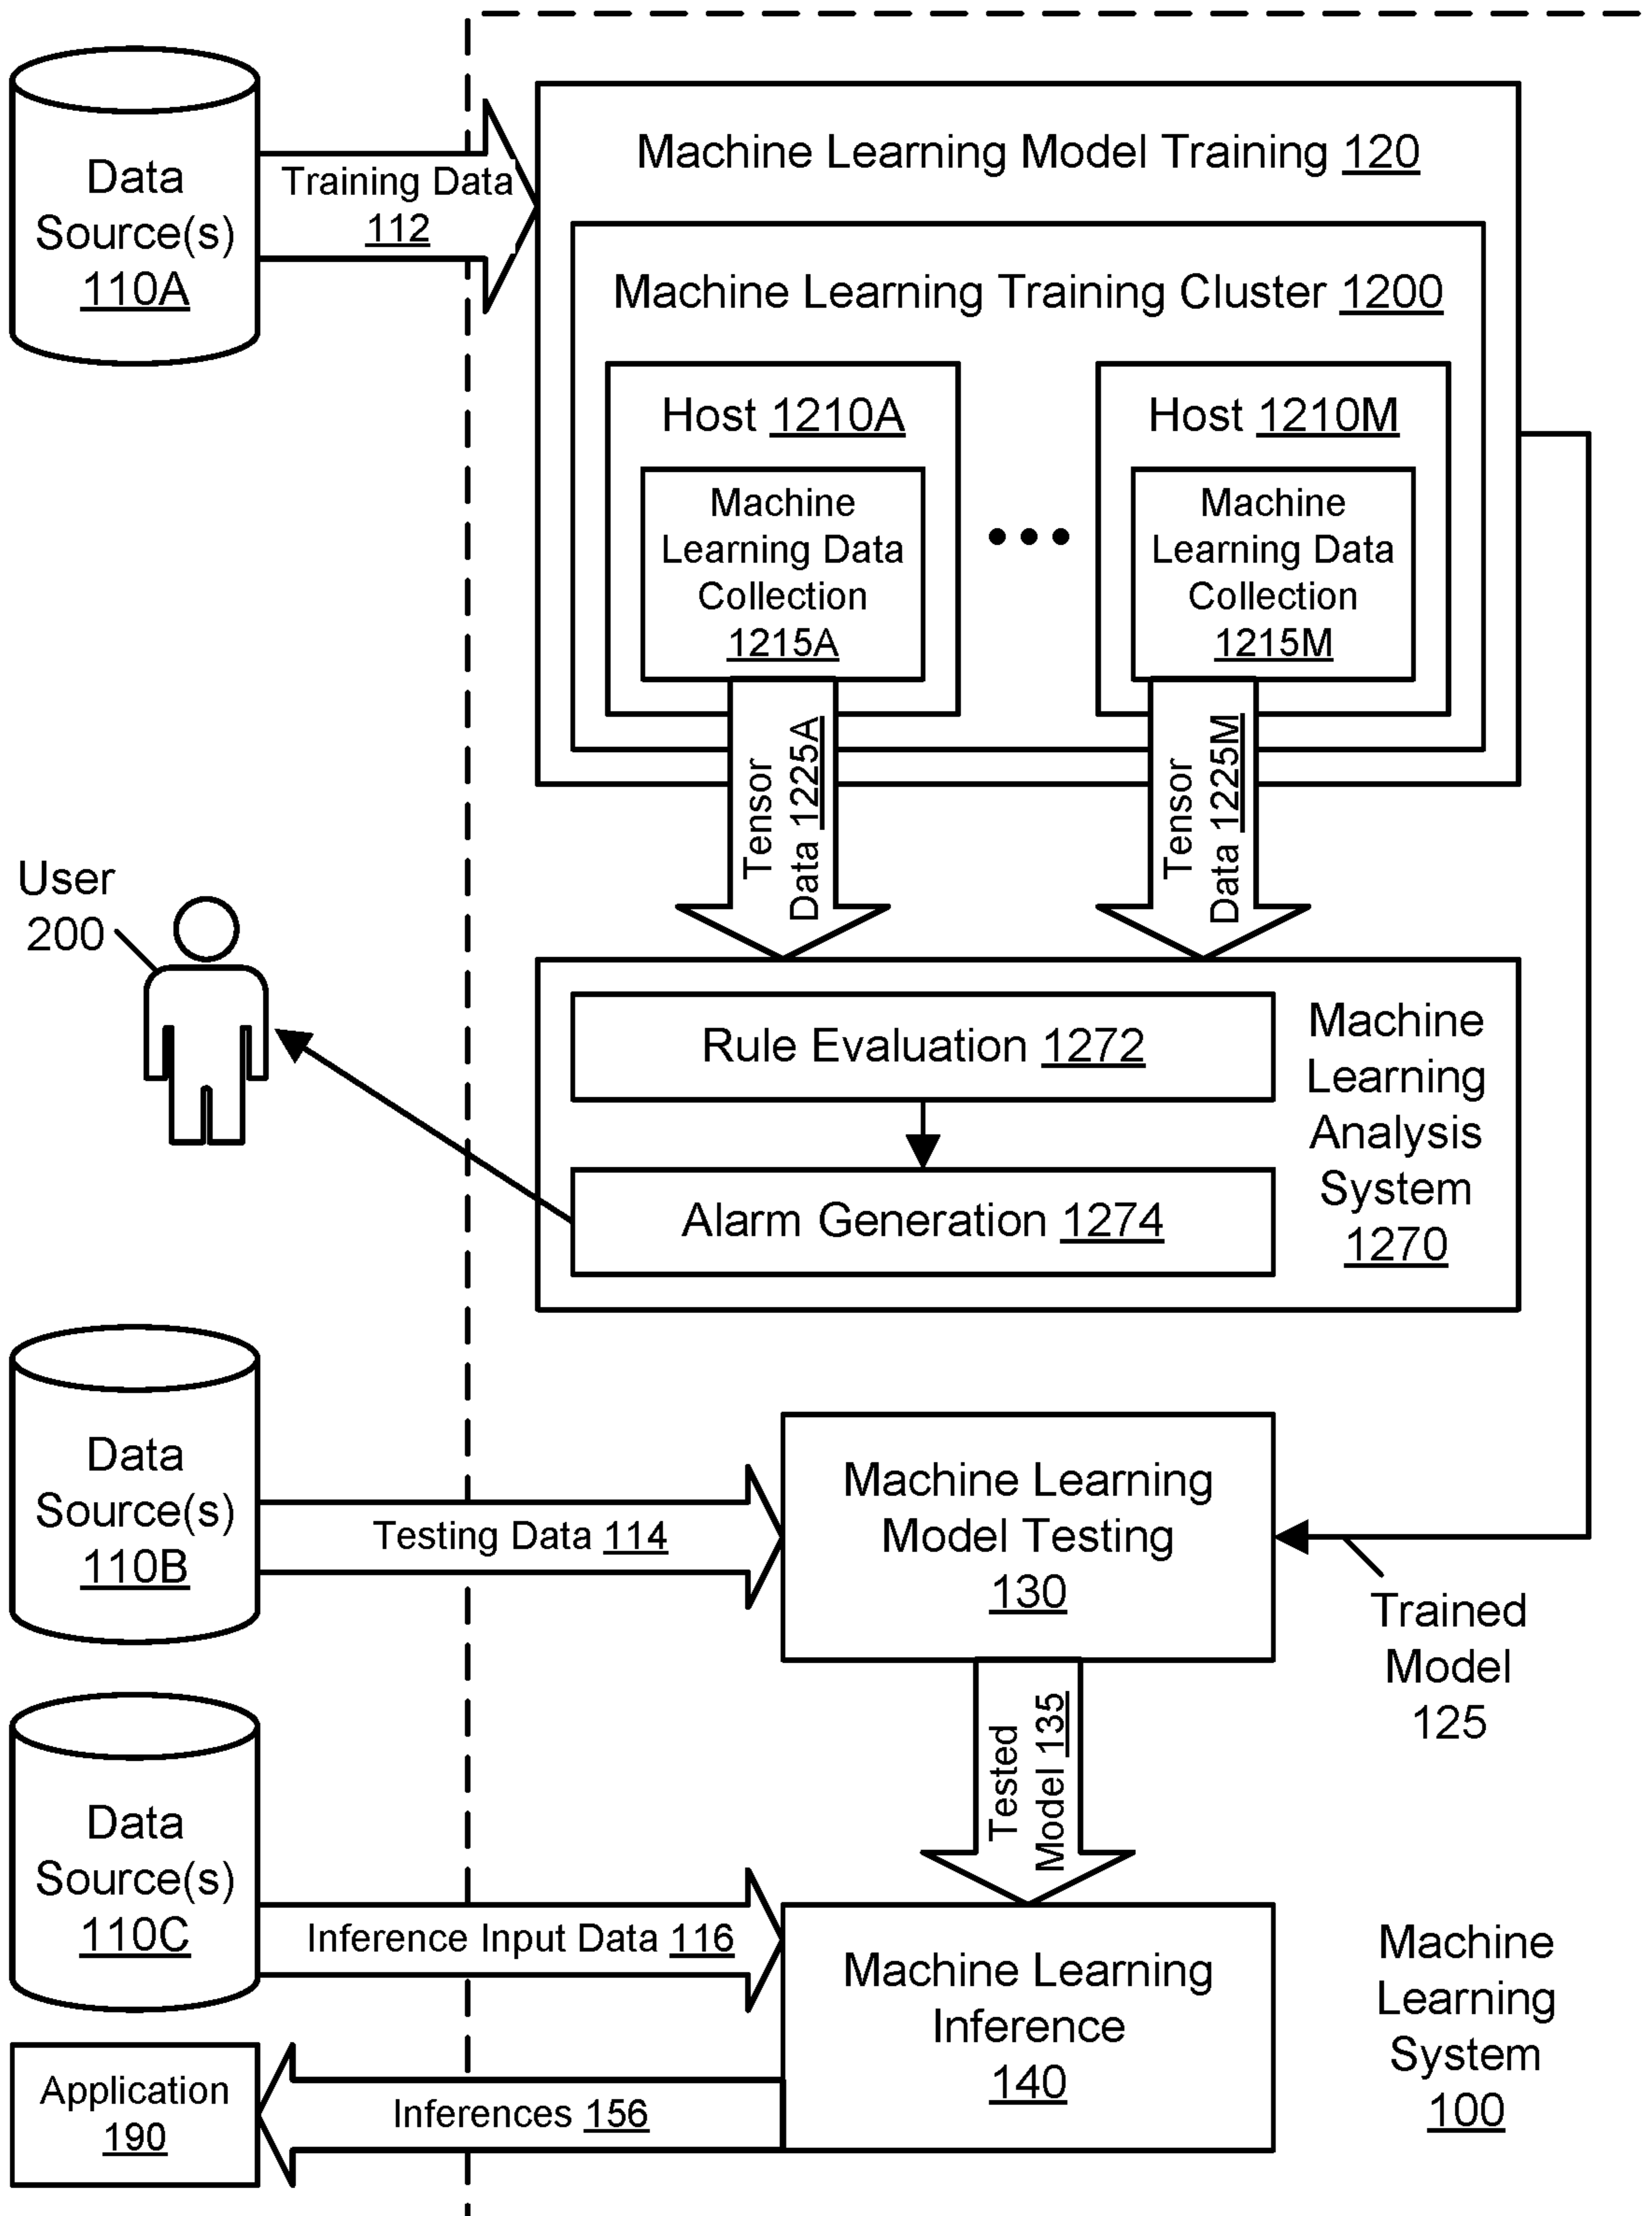 Data
Source(s)
110A
Training Data
112
Machine Learning Model Training 120
Machine Learning Training Cluster 1200
Host 1210A
Machine
Learning Data
Collection
1215A
Host 1210M
Machine
Learning Data
Collection
1215M
Tensor
Data 1225A
Tensor
Data 1225M
User
200
Rule Evaluation 1272
Alarm Generation 1274
Machine
Learning
Analysis
System
1270
Data
Source(s)
110B
Testing Data 114
Machine Learning
Model Testing
130
Trained
Model
125
Tested
Model 135
Data
Source(s)
110C
Inference Input Data 116
Machine Learning
Inference
140
Inferences 156
Application
190
Machine
Learning
System
100